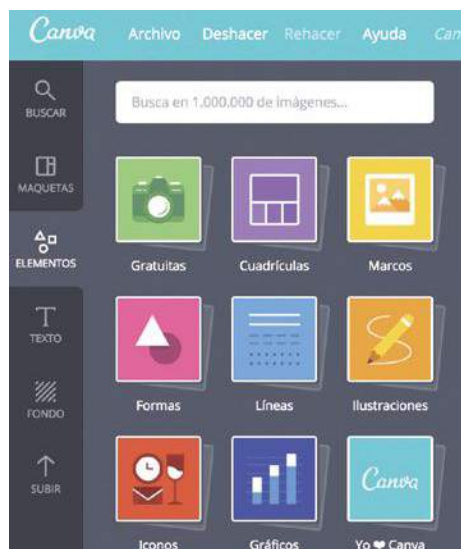 Canva Archivo Deshacer Rehacer Ayuda Can
BUSCAR
Busca en 1.000.000 de imágenes...
MAQUETAS
ELEMENTOS
Gratuitas Cuadrículas Marcos
TEXTO
FONDO
Formas Líneas Ilustraciones
SUBIR
Canva
Iconos Gráficos Yo ❤ Canva